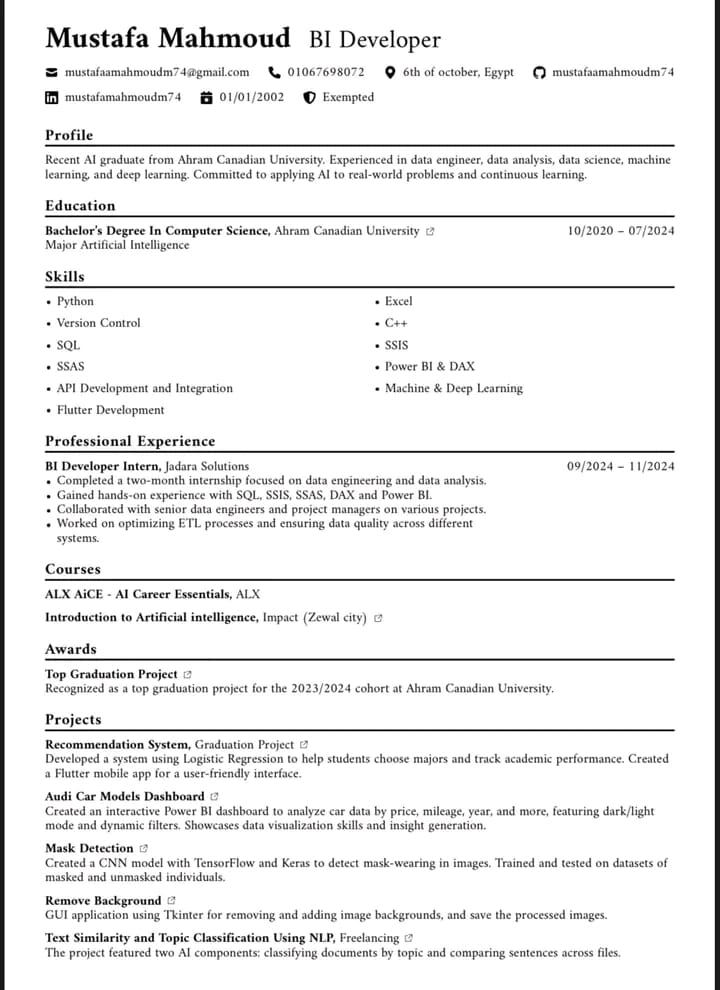 Mustafa Mahmoud BI Developer
mustafaamahmoudm74@gmail.com 01067698072 6th of october, Egypt mustafaamahmoudm74
mustafamahmoudm74 01/01/2002 Exempted
Profile
Recent AI graduate from Ahram Canadian University. Experienced in data engineer, data analysis, data science, machine
learning, and deep learning. Committed to applying AI to real-world problems and continuous learning.
Education
Bachelor's Degree In Computer Science, Ahram Canadian University 10/2020 – 07/2024
Major Artificial Intelligence
Skills
• Python
• Version Control
• SQL
• SSAS
• API Development and Integration
• Flutter Development
• Excel
• C++
• SSIS
• Power BI & DAX
• Machine & Deep Learning
Professional Experience
BI Developer Intern, Jadara Solutions 09/2024 – 11/2024
• Completed a two-month internship focused on data engineering and data analysis.
• Gained hands-on experience with SQL, SSIS, SSAS, DAX and Power BI.
• Collaborated with senior data engineers and project managers on various projects.
• Worked on optimizing ETL processes and ensuring data quality across different
systems.
Courses
ALX AiCE - AI Career Essentials, ALX
Introduction to Artificial intelligence, Impact (Zewal city)
Awards
Top Graduation Project
Recognized as a top graduation project for the 2023/2024 cohort at Ahram Canadian University.
Projects
Recommendation System, Graduation Project
Developed a system using Logistic Regression to help students choose majors and track academic performance. Created
a Flutter mobile app for a user-friendly interface.
Audi Car Models Dashboard
Created an interactive Power BI dashboard to analyze car data by price, mileage, year, and more, featuring dark/light
mode and dynamic filters. Showcases data visualization skills and insight generation.
Mask Detection
Created a CNN model with TensorFlow and Keras to detect mask-wearing in images. Trained and tested on datasets of
masked and unmasked individuals.
Remove Background
GUI application using Tkinter for removing and adding image backgrounds, and save the processed images.
Text Similarity and Topic Classification Using NLP, Freelancing
The project featured two AI components: classifying documents by topic and comparing sentences across files.